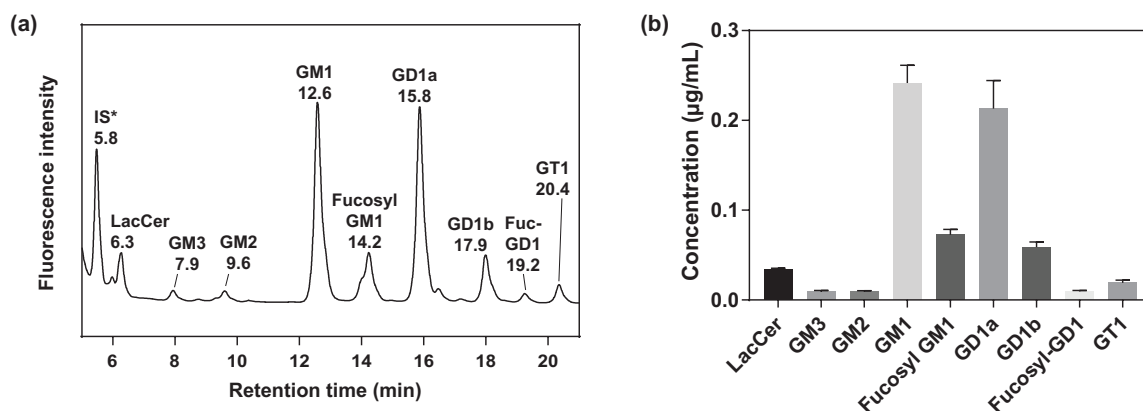 (a)
Fluorescence intensity
IS*
5.8
LacCer
6.3
GM3
7.9
GM2
9.6
GM1
12.6
Fucosyl
GM1
14.2
GD1a
15.8
GD1b
17.9
Fuc-
GD1
19.2
GT1
20.4
6 8 10 12 14 16 18 20
Retention time (min)
(b)
Concentration (μg/mL)
0.3
0.2
0.1
0.0
LacCer
GM3
GM2
GM1
Fucosyl GM1
GD1a
GD1b
Fucosyl-GD1
GT1